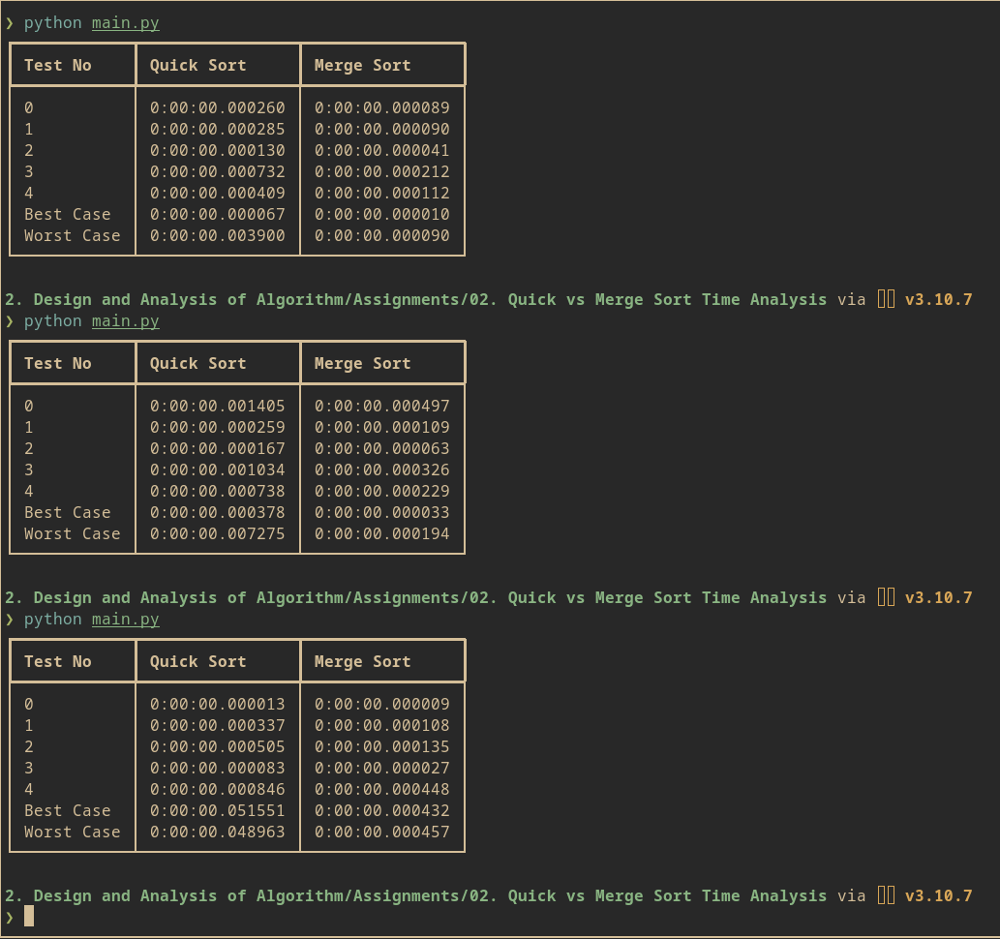 ❯ python main.py
Test No Quick Sort Merge Sort
0 0:00:00.000260 0:00:00.000089
1 0:00:00.000285 0:00:00.000090
2 0:00:00.000130 0:00:00.000041
3 0:00:00.000732 0:00:00.000212
4 0:00:00.000409 0:00:00.000112
Best Case 0:00:00.000067 0:00:00.000010
Worst Case 0:00:00.003900 0:00:00.000090
2. Design and Analysis of Algorithm/Assignments/02. Quick vs Merge Sort Time Analysis via v3.10.7
❯ python main.py
Test No Quick Sort Merge Sort
0 0:00:00.001405 0:00:00.000497
1 0:00:00.000259 0:00:00.000109
2 0:00:00.000167 0:00:00.000063
3 0:00:00.001034 0:00:00.000326
4 0:00:00.000738 0:00:00.000229
Best Case 0:00:00.000378 0:00:00.000033
Worst Case 0:00:00.007275 0:00:00.000194
2. Design and Analysis of Algorithm/Assignments/02. Quick vs Merge Sort Time Analysis via v3.10.7
❯ python main.py
Test No Quick Sort Merge Sort
0 0:00:00.000013 0:00:00.000009
1 0:00:00.000337 0:00:00.000108
2 0:00:00.000505 0:00:00.000135
3 0:00:00.000083 0:00:00.000027
4 0:00:00.000846 0:00:00.000448
Best Case 0:00:00.051551 0:00:00.000432
Worst Case 0:00:00.048963 0:00:00.000457
2. Design and Analysis of Algorithm/Assignments/02. Quick vs Merge Sort Time Analysis via v3.10.7
❯